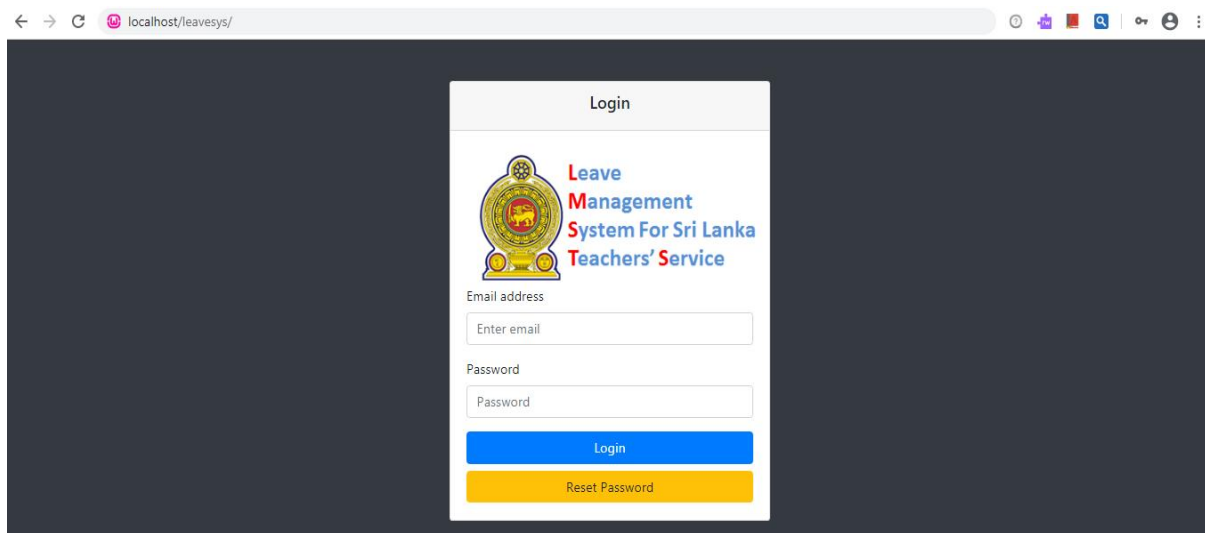 localhost/leavesys/
Login
Leave
Management
System For Sri Lanka
Teachers' Service
Email address
Enter email
Password
Password
Login
Reset Password